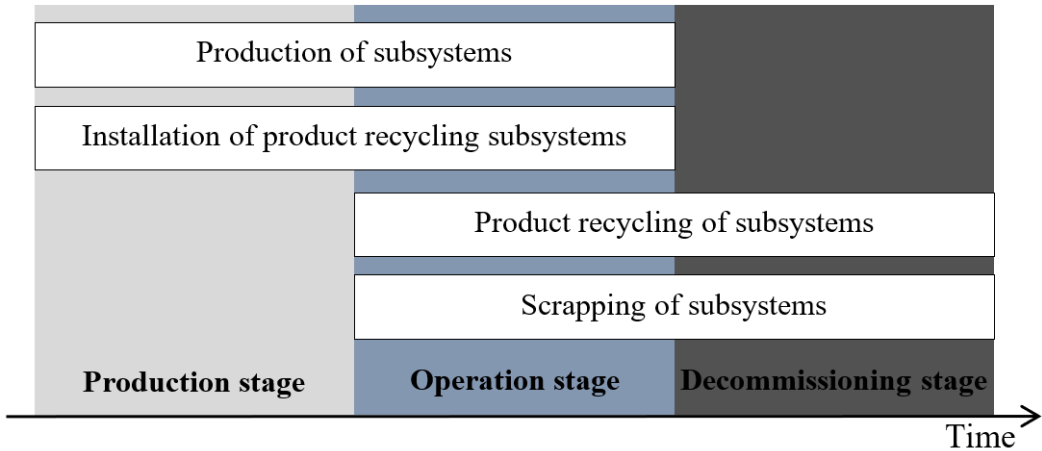 Production of subsystems
Installation of product recycling subsystems
Product recycling of subsystems
Scrapping of subsystems
Production stage
Operation stage
Decommissioning stage
Time